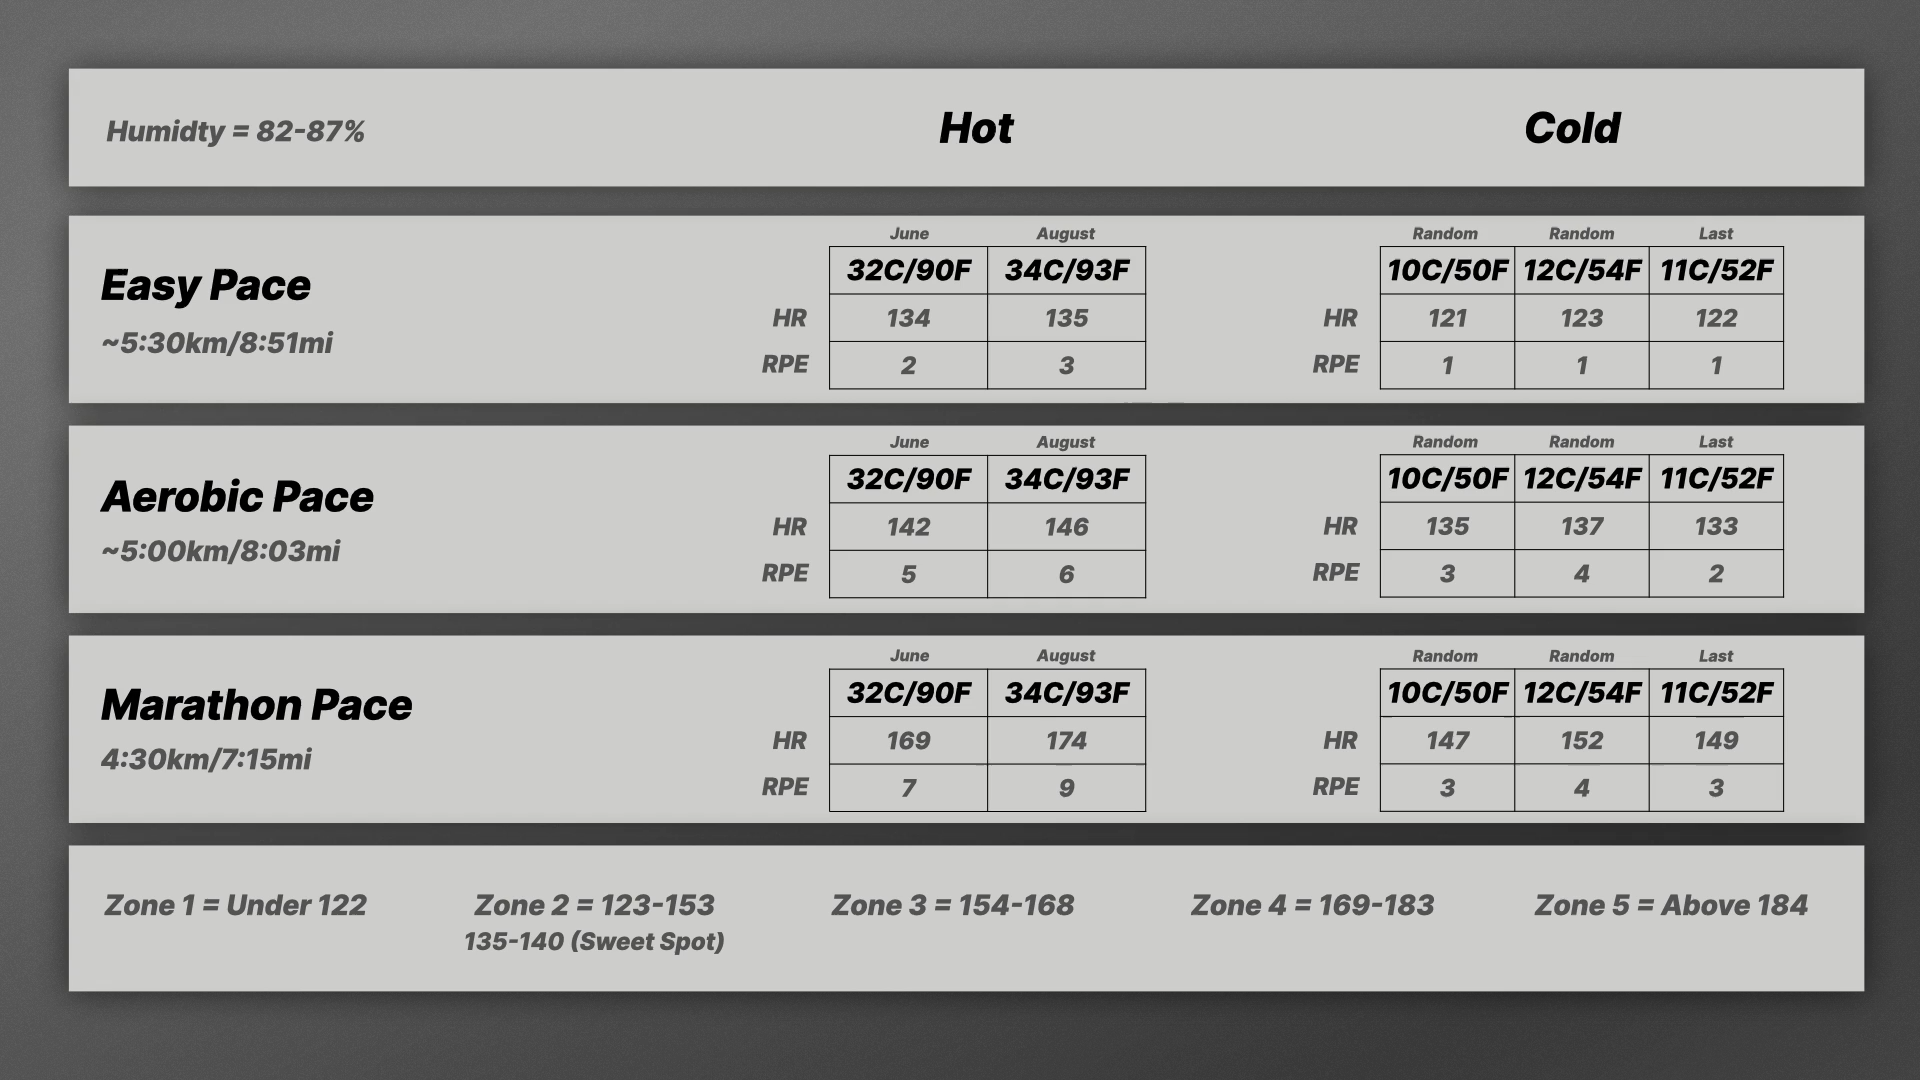 Humidty = 82-87%
Hot
Cold
Easy Pace
~5:30km/8:51mi
June August
32C/90F 34C/93F
HR 134 135
RPE 2 3
Random Random Last
10C/50F 12C/54F 11C/52F
HR 121 123 122
RPE 1 1 1
Aerobic Pace
~5:00km/8:03mi
June August
32C/90F 34C/93F
HR 142 146
RPE 5 6
Random Random Last
10C/50F 12C/54F 11C/52F
HR 135 137 133
RPE 3 4 2
Marathon Pace
4:30km/7:15mi
June August
32C/90F 34C/93F
HR 169 174
RPE 7 9
Random Random Last
10C/50F 12C/54F 11C/52F
HR 147 152 149
RPE 3 4 3
Zone 1 = Under 122
Zone 2 = 123-153
135-140 (Sweet Spot)
Zone 3 = 154-168
Zone 4 = 169-183
Zone 5 = Above 184